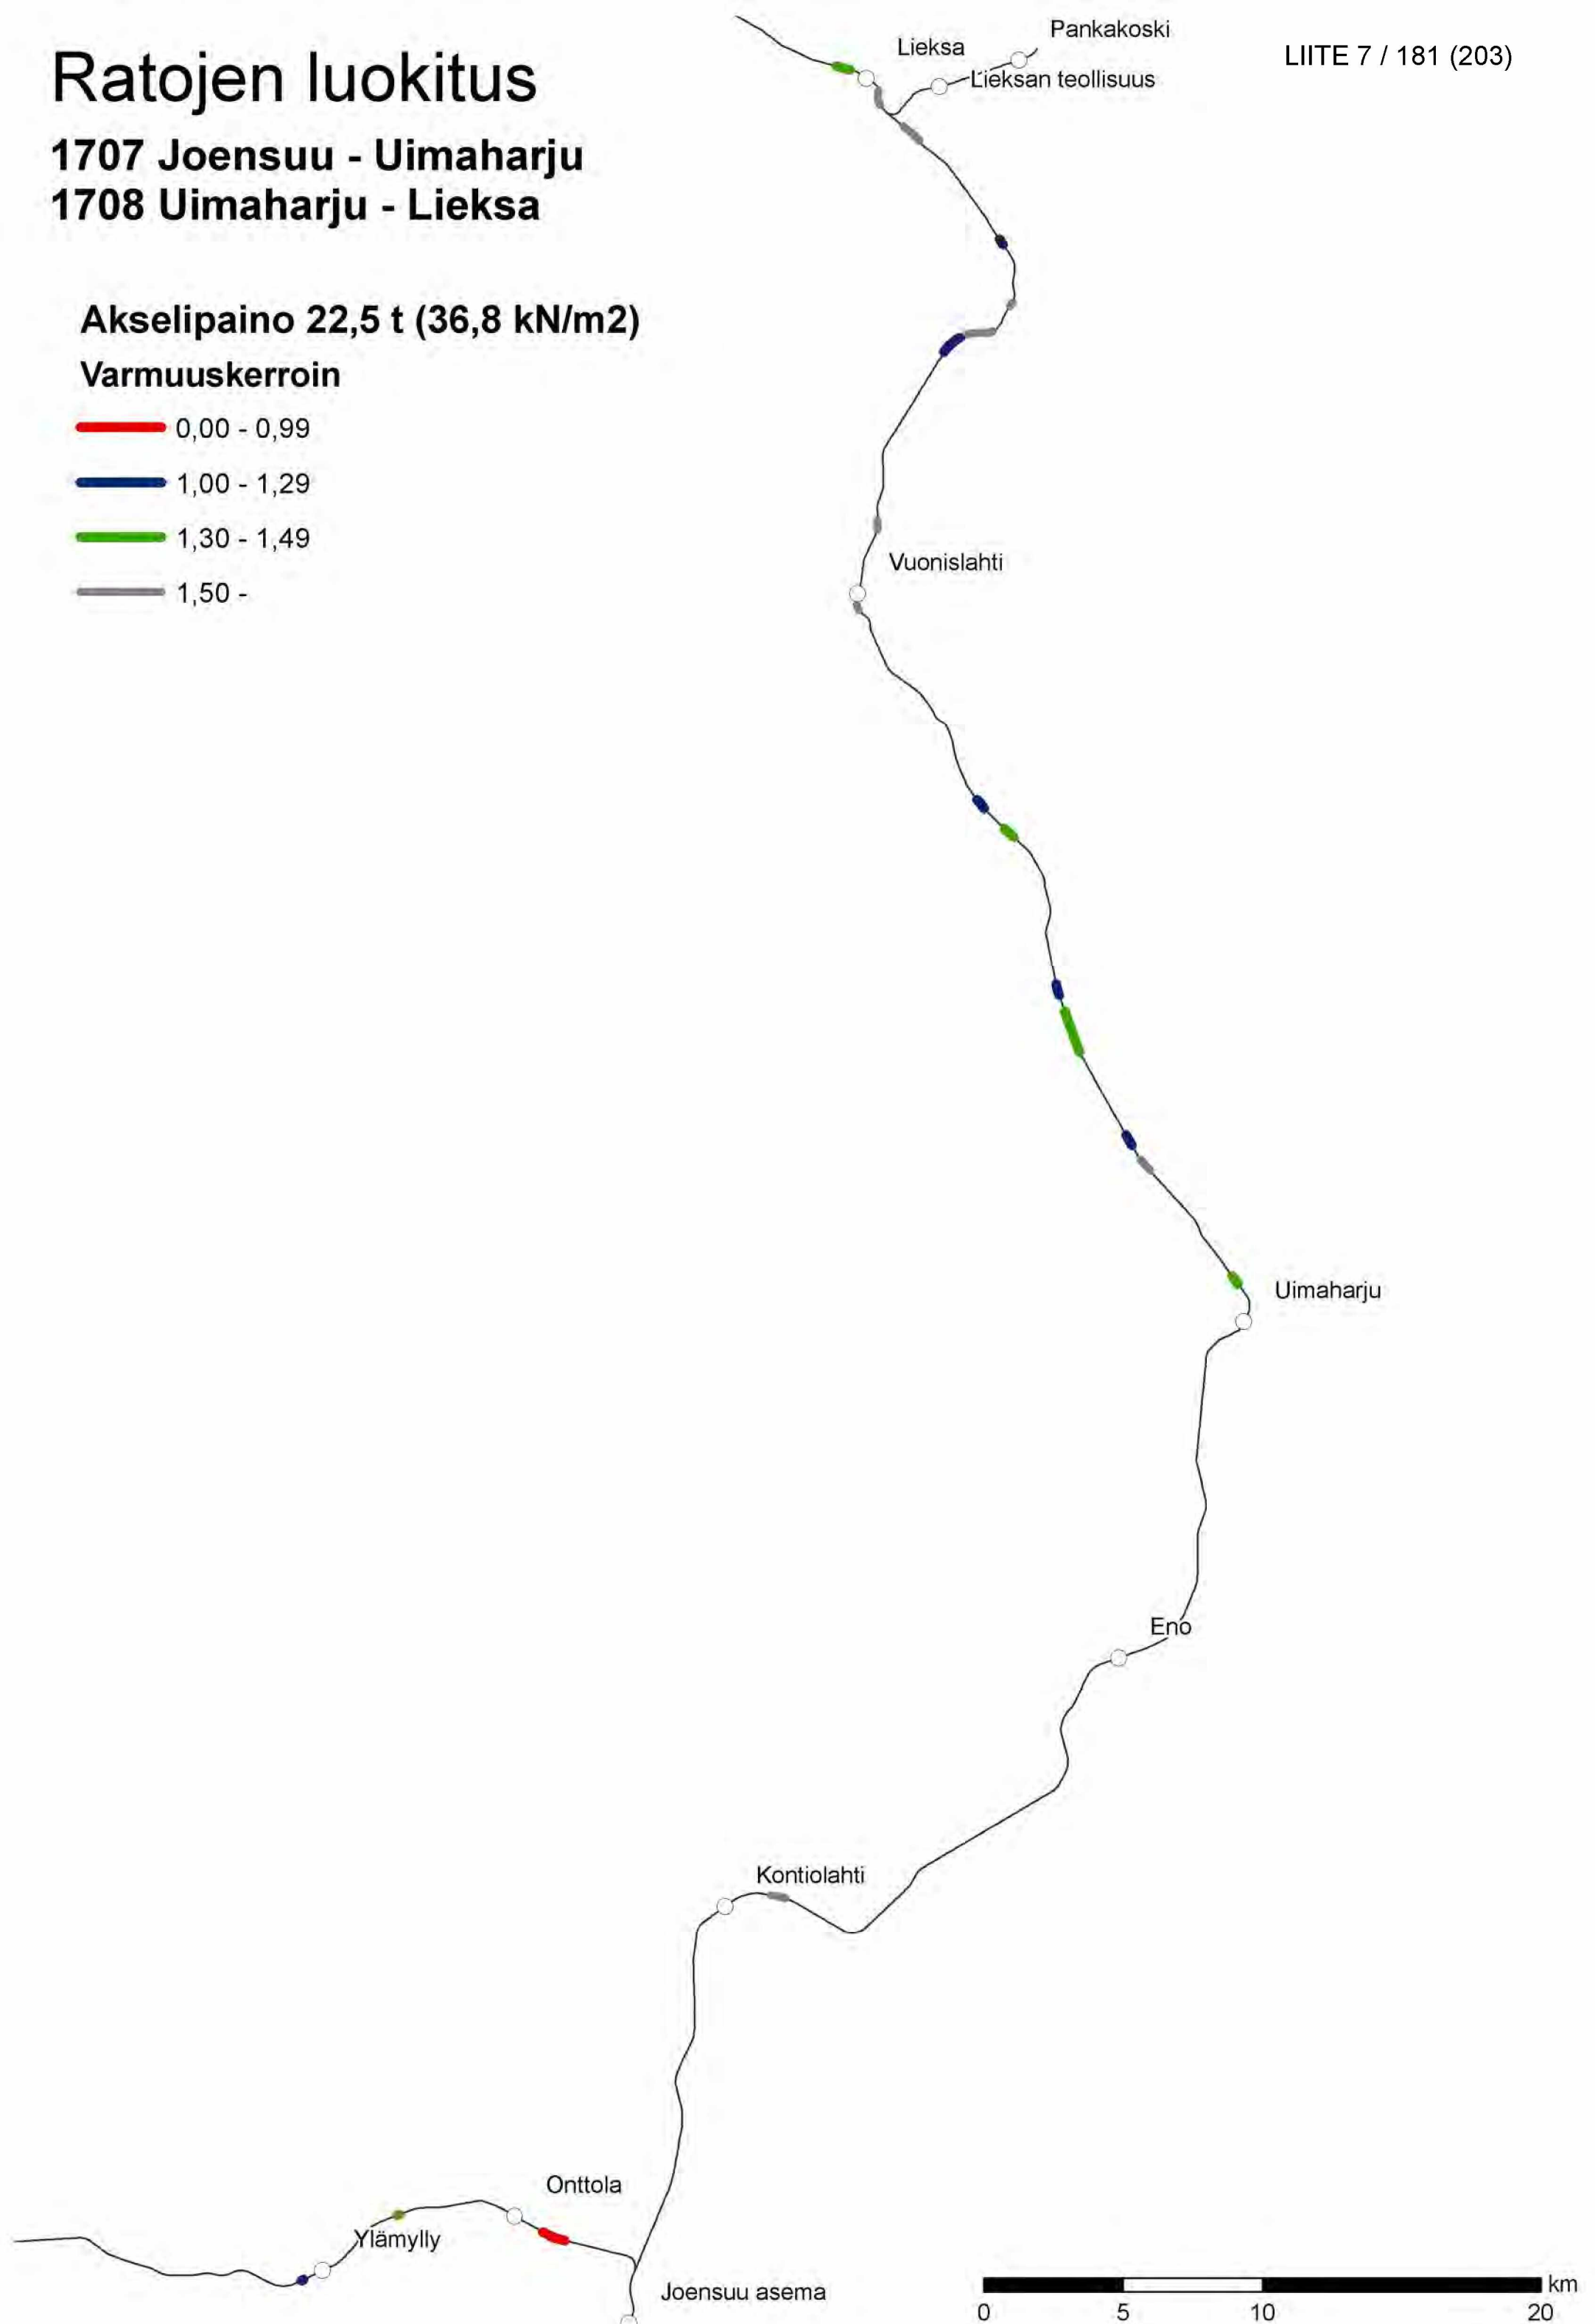 Ratojen luokitus
1707 Joensuu - Uimaharju
1708 Uimaharju - Lieksa
LIITE 7 / 181 (203)
Akselipaino 22,5 t (36,8 kN/m2)
Varmuuskerroin
0,00 - 0,99
1,00 - 1,29
1,30 - 1,49
1,50 -
Pankakoski
Lieksa
Lieksan teollisuus
Vuonislahti
Uimaharju
Eno
Kontiolahti
Onttola
Ylämylly
Joensuu asema
km
0 5 10 20